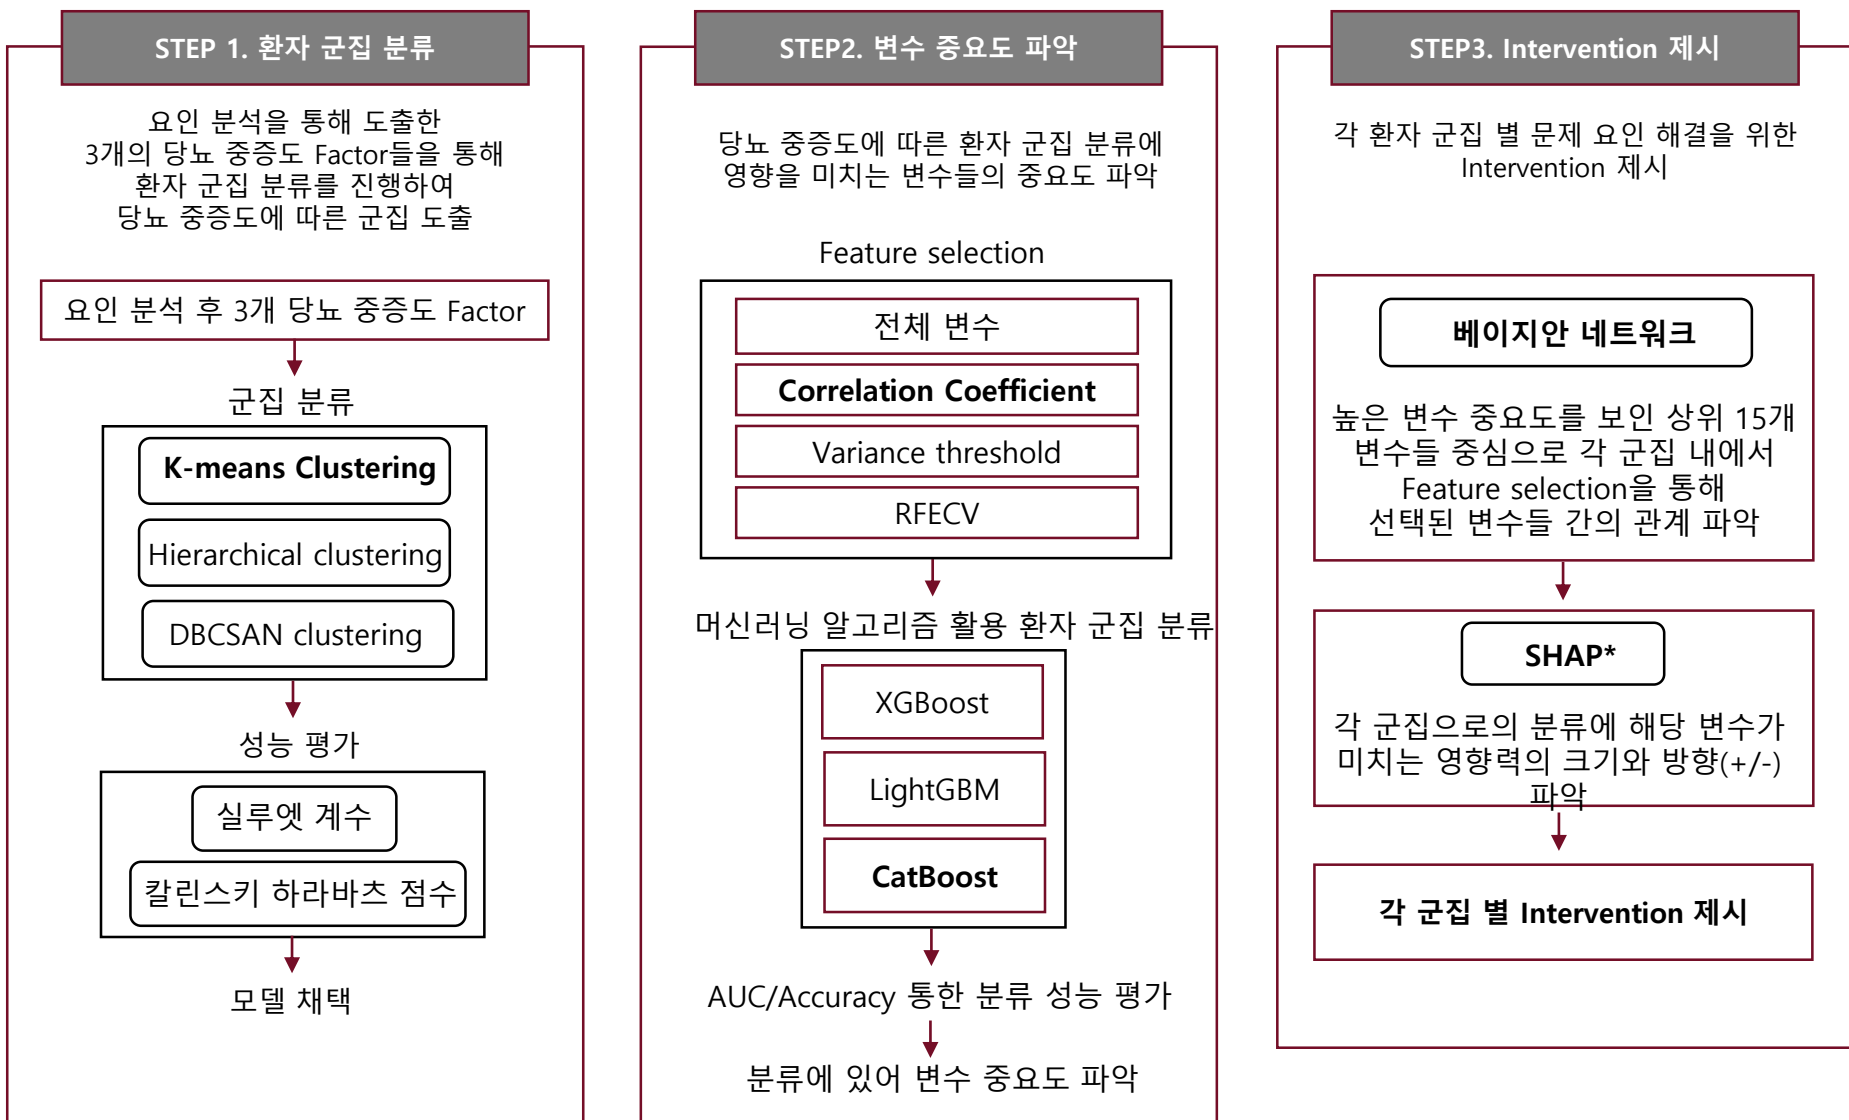 STEP 1. 환자 군집 분류
요인 분석을 통해 도출한
3개의 당뇨 중증도 Factor들을 통해
환자 군집 분류를 진행하여
당뇨 중증도에 따른 군집 도출
요인 분석 후 3개 당뇨 중증도 Factor
군집 분류
K-means Clustering
Hierarchical clustering
DBCSAN clustering
성능 평가
실루엣 계수
칼린스키 하라바츠 점수
모델 채택
STEP2. 변수 중요도 파악
당뇨 중증도에 따른 환자 군집 분류에
영향을 미치는 변수들의 중요도 파악
Feature selection
전체 변수
Correlation Coefficient
Variance threshold
RFECV
머신러닝 알고리즘 활용 환자 군집 분류
XGBoost
LightGBM
CatBoost
AUC/Accuracy 통한 분류 성능 평가
분류에 있어 변수 중요도 파악
STEP3. Intervention 제시
각 환자 군집 별 문제 요인 해결을 위한
Intervention 제시
베이지안 네트워크
높은 변수 중요도를 보인 상위 15개
변수들 중심으로 각 군집 내에서
Feature selection을 통해
선택된 변수들 간의 관계 파악
SHAP*
각 군집으로의 분류에 해당 변수가
미치는 영향력의 크기와 방향(+/-)
파악
각 군집 별 Intervention 제시